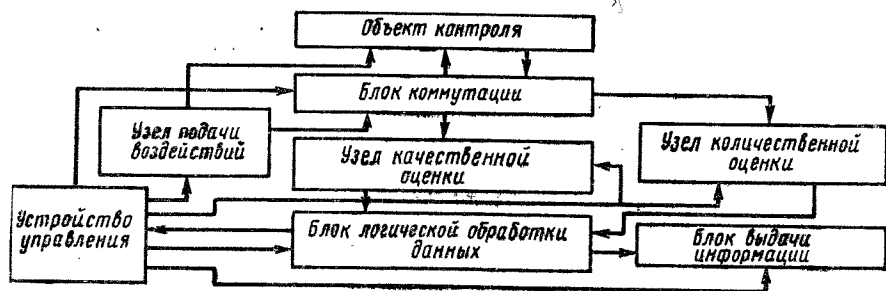 Объект контроля
Блок коммутации
Узел подачи
воздействий
Узел качественной
оценки
Узел количественной
оценки
Устройство
управления
Блок логической обработки
данных
Блок выдачи
информации